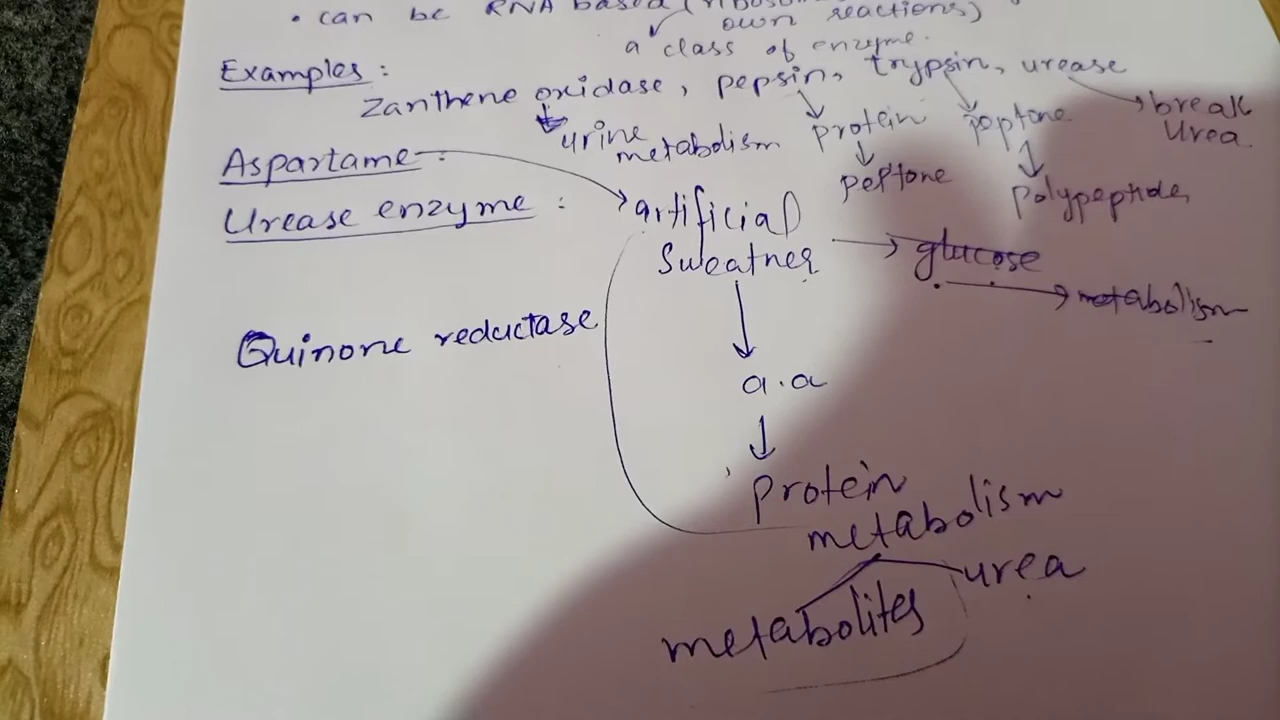 • can be RNA based (
own reactions)
a class of enzyme.
Examples :
Zanthene oxidase, pepsin, trypsin, urease
urine metabolism
protein
peptone
peptone
polypeptide,
break Urea.
Aspartame - :
Urease enzyme :
artificial
Sweatner
glucose
metabolism
Quinone reductase
a.a
protein
metabolism
urea
metabolites